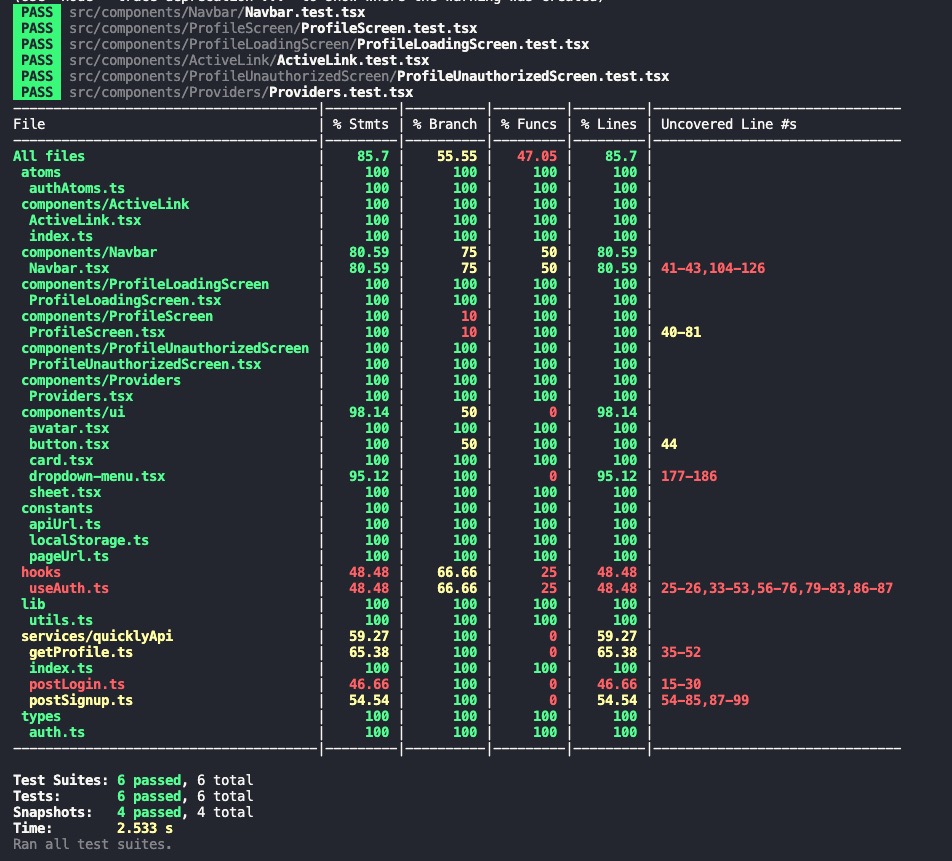 PASS src/components/Navbar/Navbar.test.tsx
PASS src/components/ProfileScreen/ProfileScreen.test.tsx
PASS src/components/ProfileLoadingScreen/ProfileLoadingScreen.test.tsx
PASS src/components/ActiveLink/ActiveLink.test.tsx
PASS src/components/ProfileUnauthorizedScreen/ProfileUnauthorizedScreen.test.tsx
PASS src/components/Providers/Providers.test.tsx
File | % Stmts | % Branch | % Funcs | % Lines | Uncovered Line #s
All files | 85.7 | 55.55 | 47.05 | 85.7 |
atoms | 100 | 100 | 100 | 100 |
authAtoms.ts | 100 | 100 | 100 | 100 |
components/ActiveLink | 100 | 100 | 100 | 100 |
ActiveLink.tsx | 100 | 100 | 100 | 100 |
index.ts | 100 | 100 | 100 | 100 |
components/Navbar | 80.59 | 75 | 50 | 80.59 |
Navbar.tsx | 80.59 | 75 | 50 | 80.59 | 41-43,104-126
components/ProfileLoadingScreen | 100 | 100 | 100 | 100 |
ProfileLoadingScreen.tsx | 100 | 100 | 100 | 100 |
components/ProfileScreen | 100 | 10 | 100 | 100 |
ProfileScreen.tsx | 100 | 10 | 100 | 100 | 40-81
components/ProfileUnauthorizedScreen | 100 | 100 | 100 | 100 |
ProfileUnauthorizedScreen.tsx | 100 | 100 | 100 | 100 |
components/Providers | 100 | 100 | 100 | 100 |
Providers.tsx | 100 | 100 | 100 | 100 |
components/ui | 98.14 | 50 | 0 | 98.14 |
avatar.tsx | 100 | 100 | 100 | 100 |
button.tsx | 100 | 50 | 100 | 100 | 44
card.tsx | 100 | 100 | 100 | 100 |
dropdown-menu.tsx | 95.12 | 100 | 0 | 95.12 | 177-186
sheet.tsx | 100 | 100 | 100 | 100 |
constants | 100 | 100 | 100 | 100 |
apiUrl.ts | 100 | 100 | 100 | 100 |
localStorage.ts | 100 | 100 | 100 | 100 |
pageUrl.ts | 100 | 100 | 100 | 100 |
hooks | 48.48 | 66.66 | 25 | 48.48 |
useAuth.ts | 48.48 | 66.66 | 25 | 48.48 | 25-26,33-53,56-76,79-83,86-87
lib | 100 | 100 | 100 | 100 |
utils.ts | 100 | 100 | 100 | 100 |
services/quicklyApi | 59.27 | 100 | 0 | 59.27 |
getProfile.ts | 65.38 | 100 | 0 | 65.38 | 35-52
index.ts | 100 | 100 | 100 | 100 |
postLogin.ts | 46.66 | 100 | 0 | 46.66 | 15-30
postSignup.ts | 54.54 | 100 | 0 | 54.54 | 54-85,87-99
types | 100 | 100 | 100 | 100 |
auth.ts | 100 | 100 | 100 | 100 |
Test Suites: 6 passed, 6 total
Tests: 6 passed, 6 total
Snapshots: 4 passed, 4 total
Time: 2.533 s
Ran all test suites.